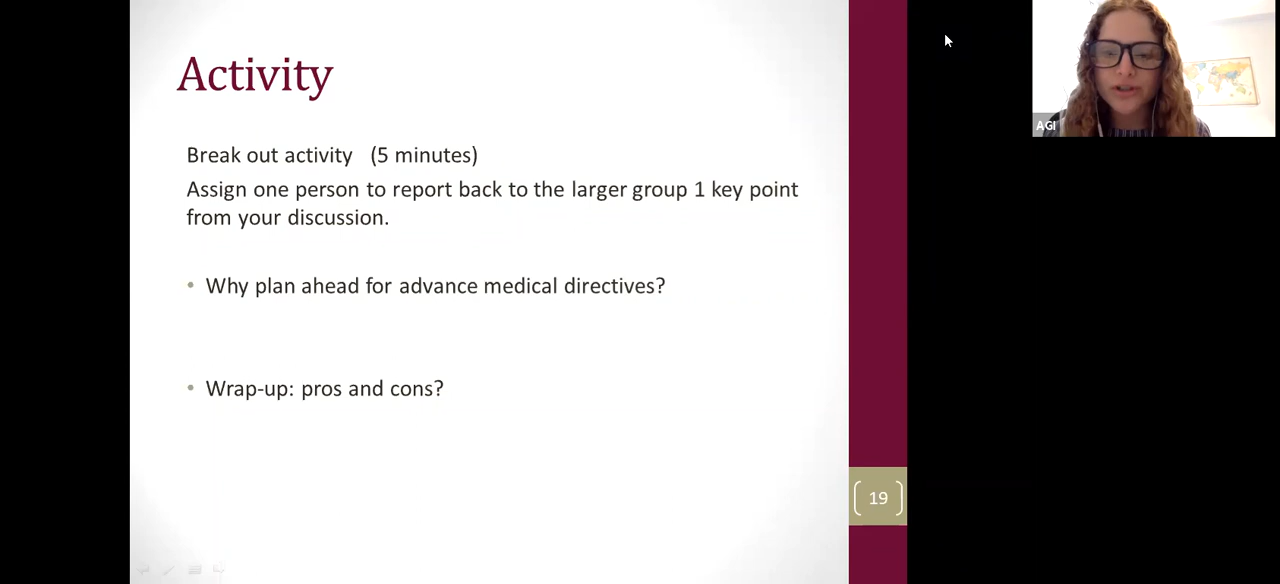 Activity
Break out activity (5 minutes)
Assign one person to report back to the larger group 1 key point
from your discussion.
• Why plan ahead for advance medical directives?
• Wrap-up: pros and cons?
19
AGI